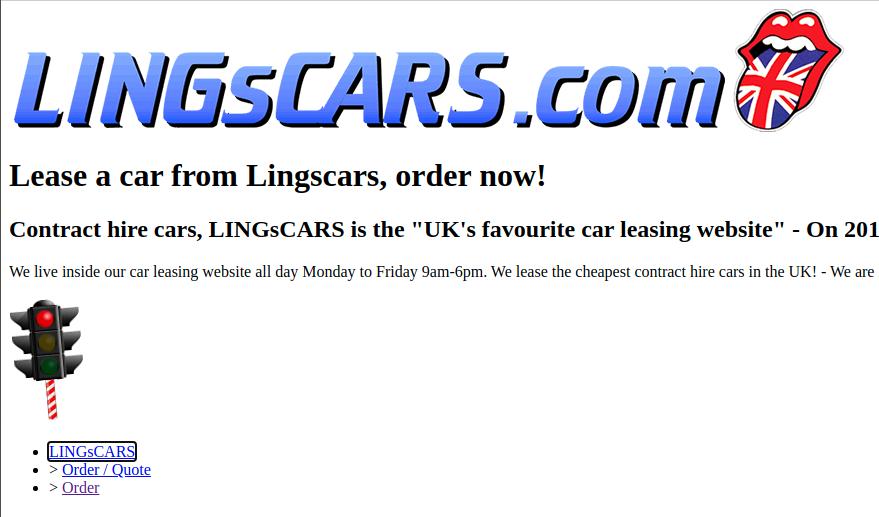 LINGsCARS.com
Lease a car from Lingscars, order now!
Contract hire cars, LINGsCARS is the "UK's favourite car leasing website" - On 201
We live inside our car leasing website all day Monday to Friday 9am-6pm. We lease the cheapest contract hire cars in the UK! - We are
LINGsCARS
> Order / Quote
> Order